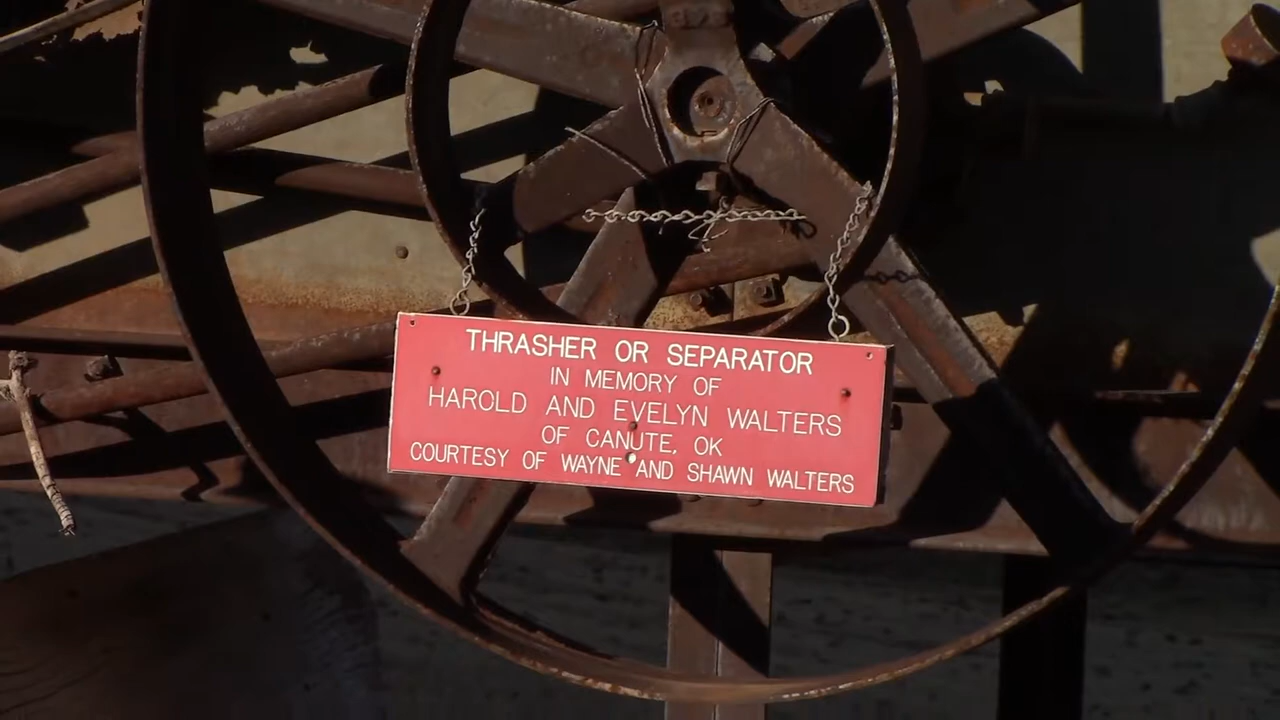 THRASHER OR SEPARATOR
IN MEMORY OF
HAROLD AND EVELYN WALTERS
OF CANUTE, OK
COURTESY OF WAYNE AND SHAWN WALTERS